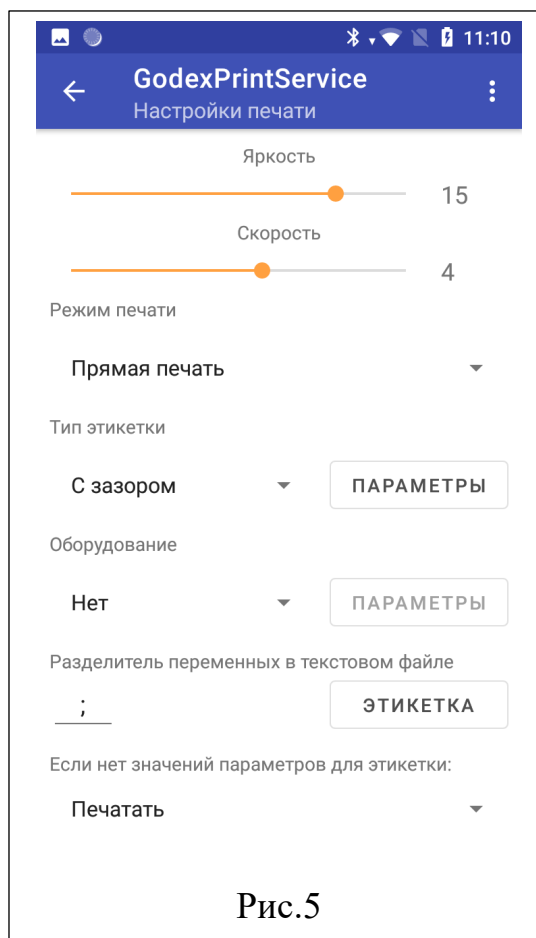 11:10
GodexPrintService
Настройки печати
Яркость
15
Скорость
4
Режим печати
Прямая печать
Тип этикетки
С зазором
ПАРАМЕТРЫ
Оборудование
Нет
ПАРАМЕТРЫ
Разделитель переменных в текстовом файле
;
ЭТИКЕТКА
Если нет значений параметров для этикетки:
Печатать
Рис.5